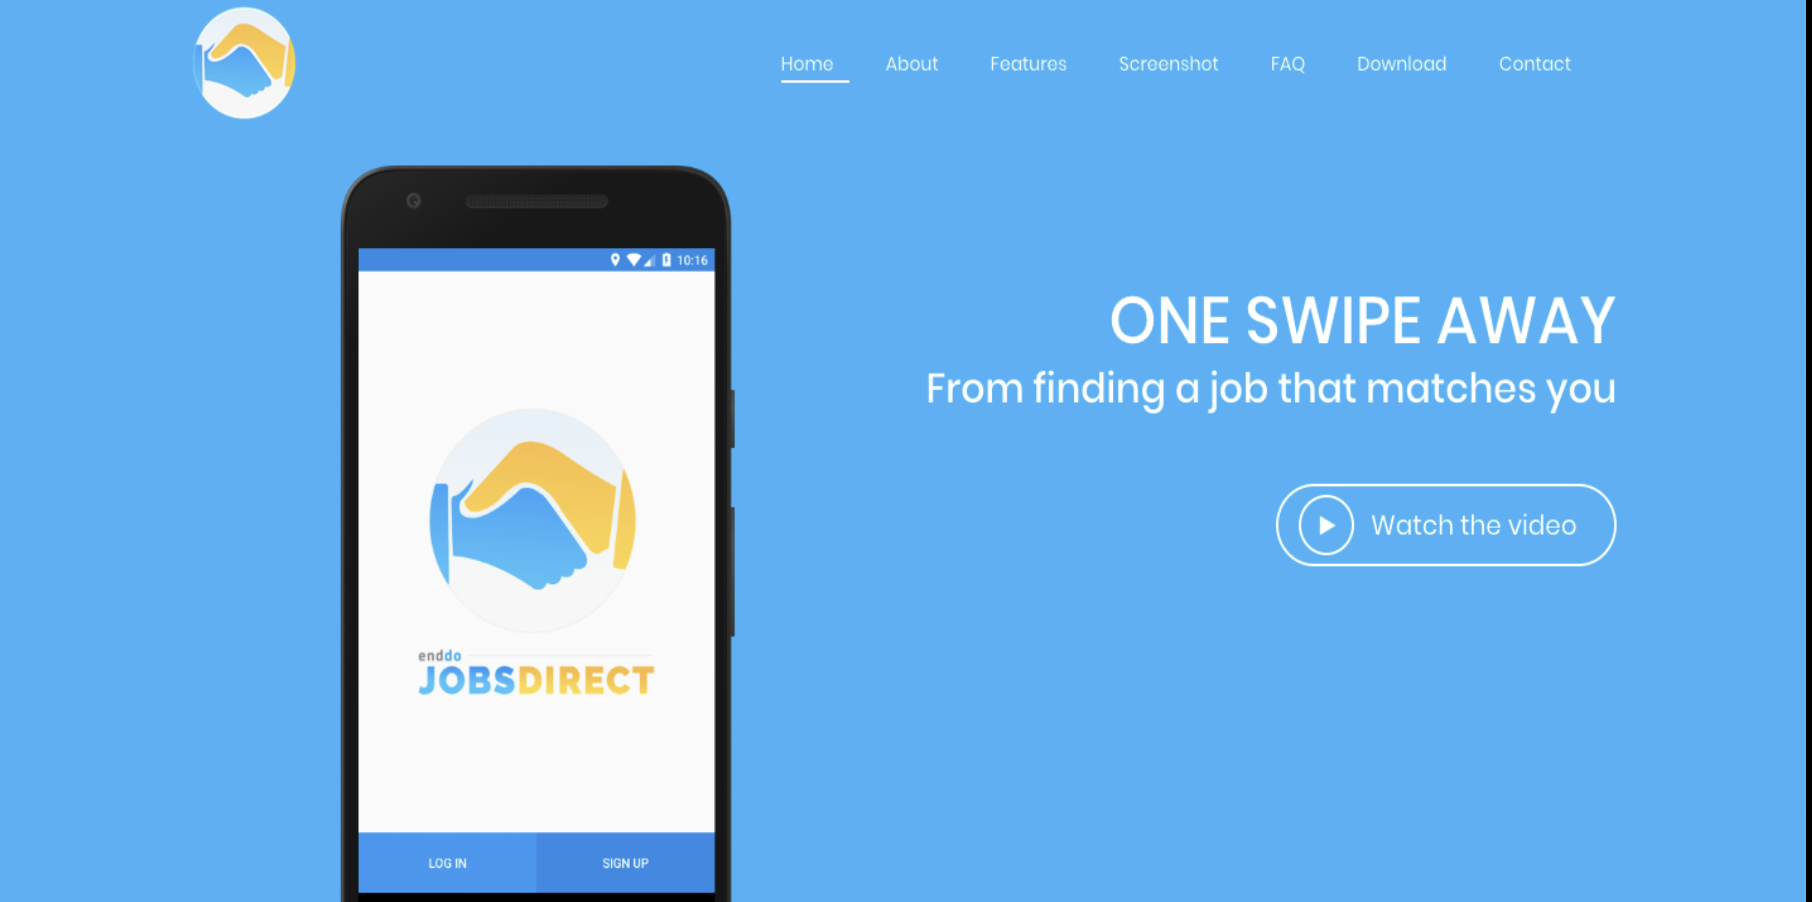 Home About Features Screenshot FAQ Download Contact
10:16
ONE SWIPE AWAY
From finding a job that matches you
Watch the video
enddo
JOBSDIRECT
LOG IN SIGN UP